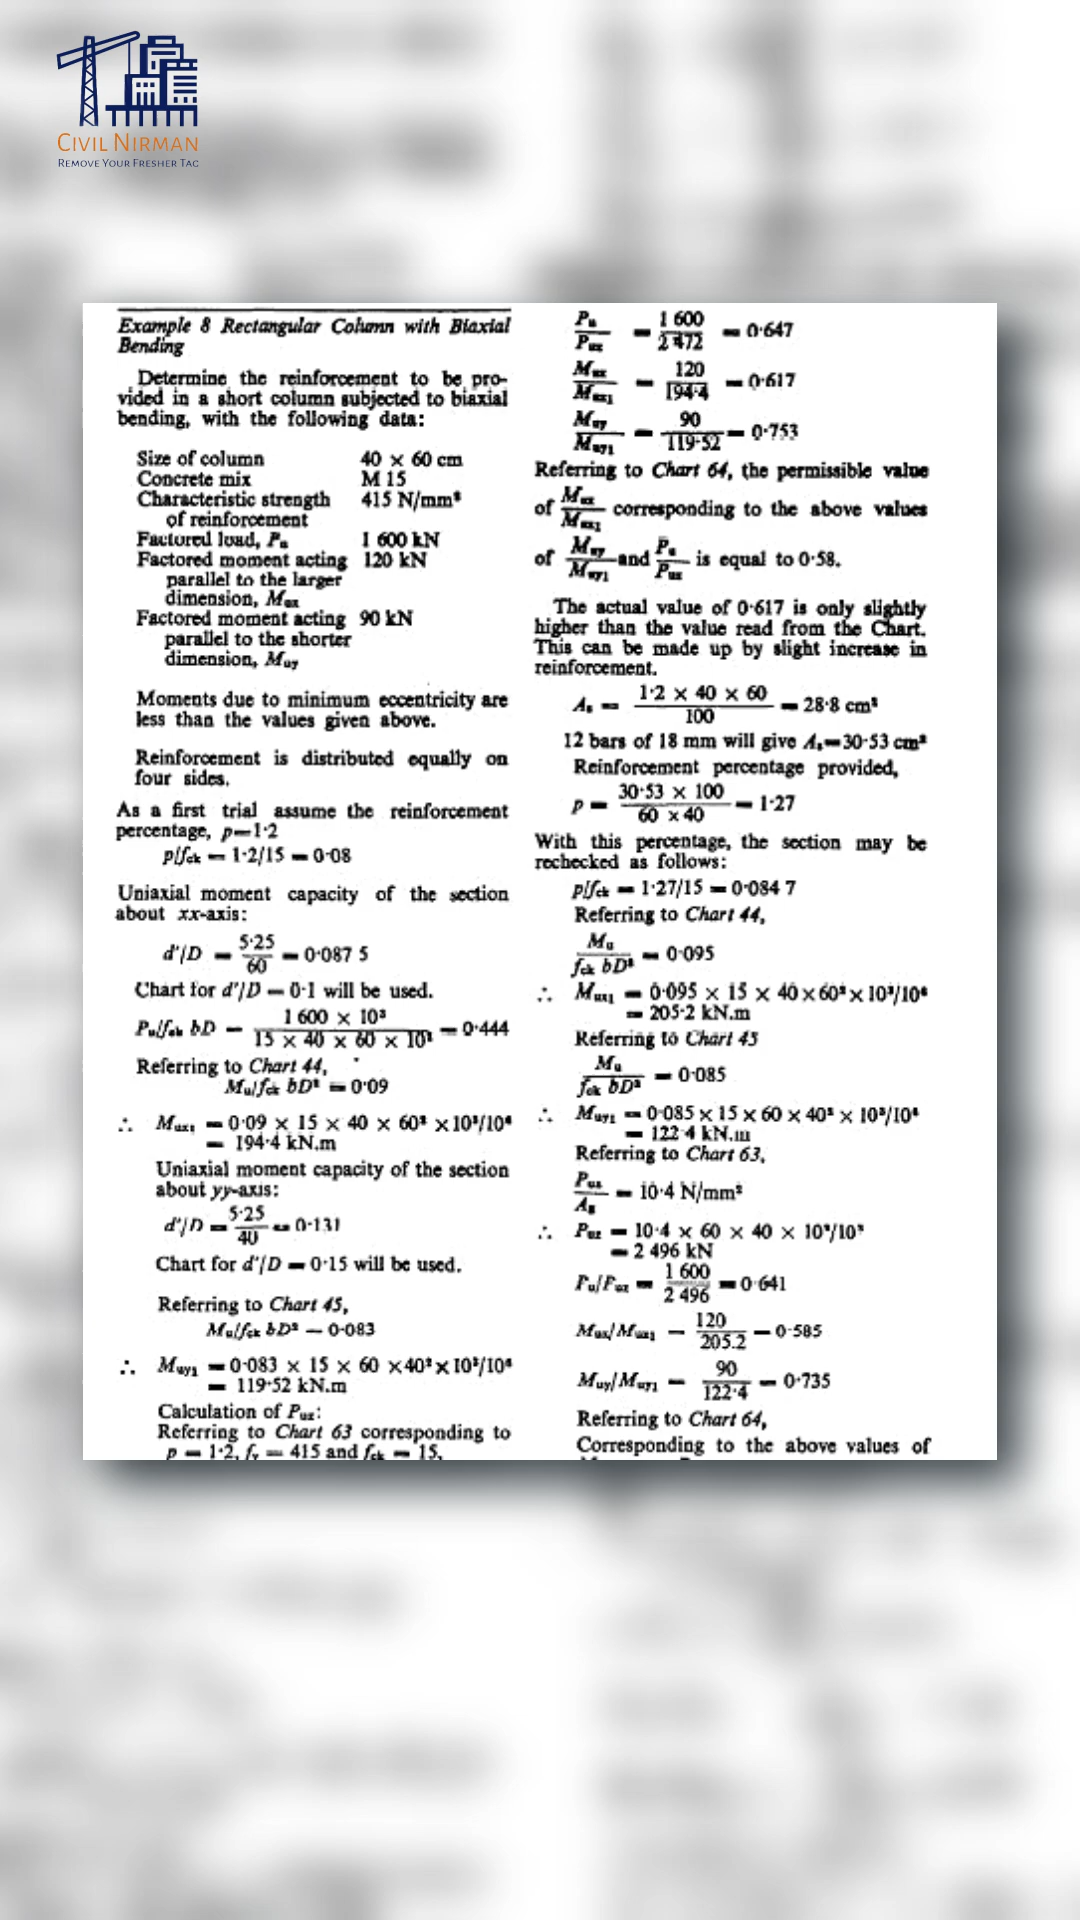 CIVIL NIRMAN
REMOVE YOUR FRESHER TAG
Example 8 Rectangular Column with Biaxial
Bending
Determine the reinforcement to be pro-
vided in a short column subjected to biaxial
bending, with the following data:
Size of column 40 × 60 cm
Concrete mix M 15
Characteristic strength 415 N/mm²
of reinforcement
Factored load, Pᵤ 1 600 kN
Factored moment acting 120 kN
parallel to the larger
dimension, Mux
Factored moment acting 90 kN
parallel to the shorter
dimension, Muy
Moments due to minimum eccentricity are
less than the values given above.
Reinforcement is distributed equally on
four sides.
As a first trial assume the reinforcement
percentage, p=1·2
p/fck = 1·2/15 = 0·08
Uniaxial moment capacity of the section
about xx-axis:
d'/D = 5·25/60 = 0·087 5
Chart for d'/D = 0·1 will be used.
Pu/fck bD = 1 600 × 10³ / 15 × 40 × 60 × 10² = 0·444
Referring to Chart 44,
Mu/fck bD² = 0·09
∴ Mux1 = 0·09 × 15 × 40 × 60² × 10³/10⁶
= 194·4 kN.m
Uniaxial moment capacity of the section
about yy-axis:
d'/D = 5·25/40 = 0·131
Chart for d'/D = 0·15 will be used.
Referring to Chart 45,
Mu/fck bD² = 0·083
∴ Muy1 = 0·083 × 15 × 60 ×40² × 10³/10⁶
= 119·52 kN.m
Calculation of Puz:
Referring to Chart 63 corresponding to
p = 1·2, fy = 415 and fck = 15,
Pu/Puz = 1 600/2 472 = 0·647
Mux/Mux1 = 120/194·4 = 0·617
Muy/Muy1 = 90/119·52 = 0·753
Referring to Chart 64, the permissible value
of Mux/Mux1 corresponding to the above values
of Muy/Muy1 and Pu/Puz is equal to 0·58.
The actual value of 0·617 is only slightly
higher than the value read from the Chart.
This can be made up by slight increase in
reinforcement.
As = 1·2 × 40 × 60 / 100 = 28·8 cm²
12 bars of 18 mm will give As=30·53 cm²
Reinforcement percentage provided,
p = 30·53 × 100 / 60 × 40 = 1·27
With this percentage, the section may be
rechecked as follows:
p/fck = 1·27/15 = 0·084 7
Referring to Chart 44,
Mu/fck bD² = 0·095
∴ Mux1 = 0·095 × 15 × 40 × 60² × 10³/10⁶
= 205·2 kN.m
Referring to Chart 45
Mu/fck bD² = 0·085
∴ Muy1 = 0·085 × 15 × 60 × 40² × 10³/10⁶
= 122·4 kN.m
Referring to Chart 63,
Puz/Ag = 10·4 N/mm²
∴ Puz = 10·4 × 60 × 40 × 10²/10³
= 2 496 kN
Pu/Puz = 1 600/2 496 = 0·641
Mux/Mux1 = 120/205.2 = 0·585
Muy/Muy1 = 90/122·4 = 0·735
Referring to Chart 64,
Corresponding to the above values of